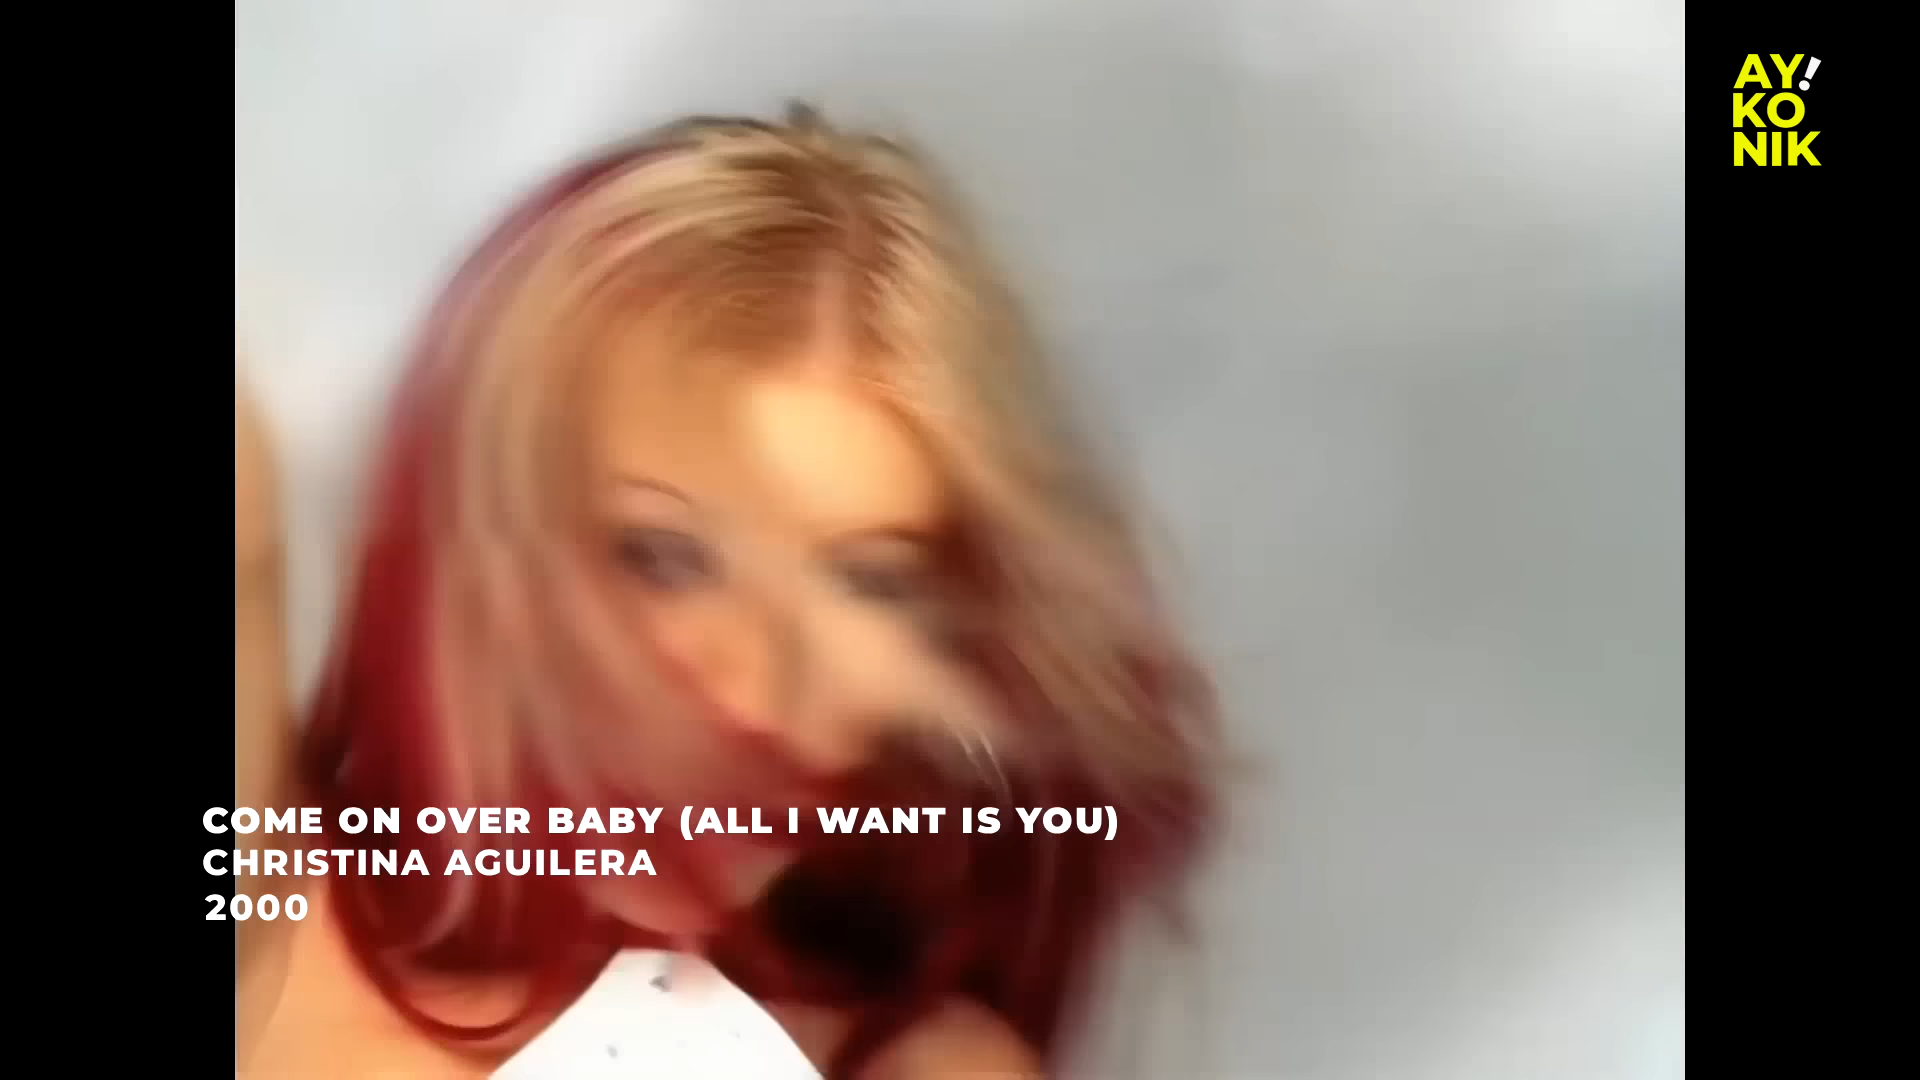 AY!
KO
NIK
COME ON OVER BABY (ALL I WANT IS YOU)
CHRISTINA AGUILERA
2000